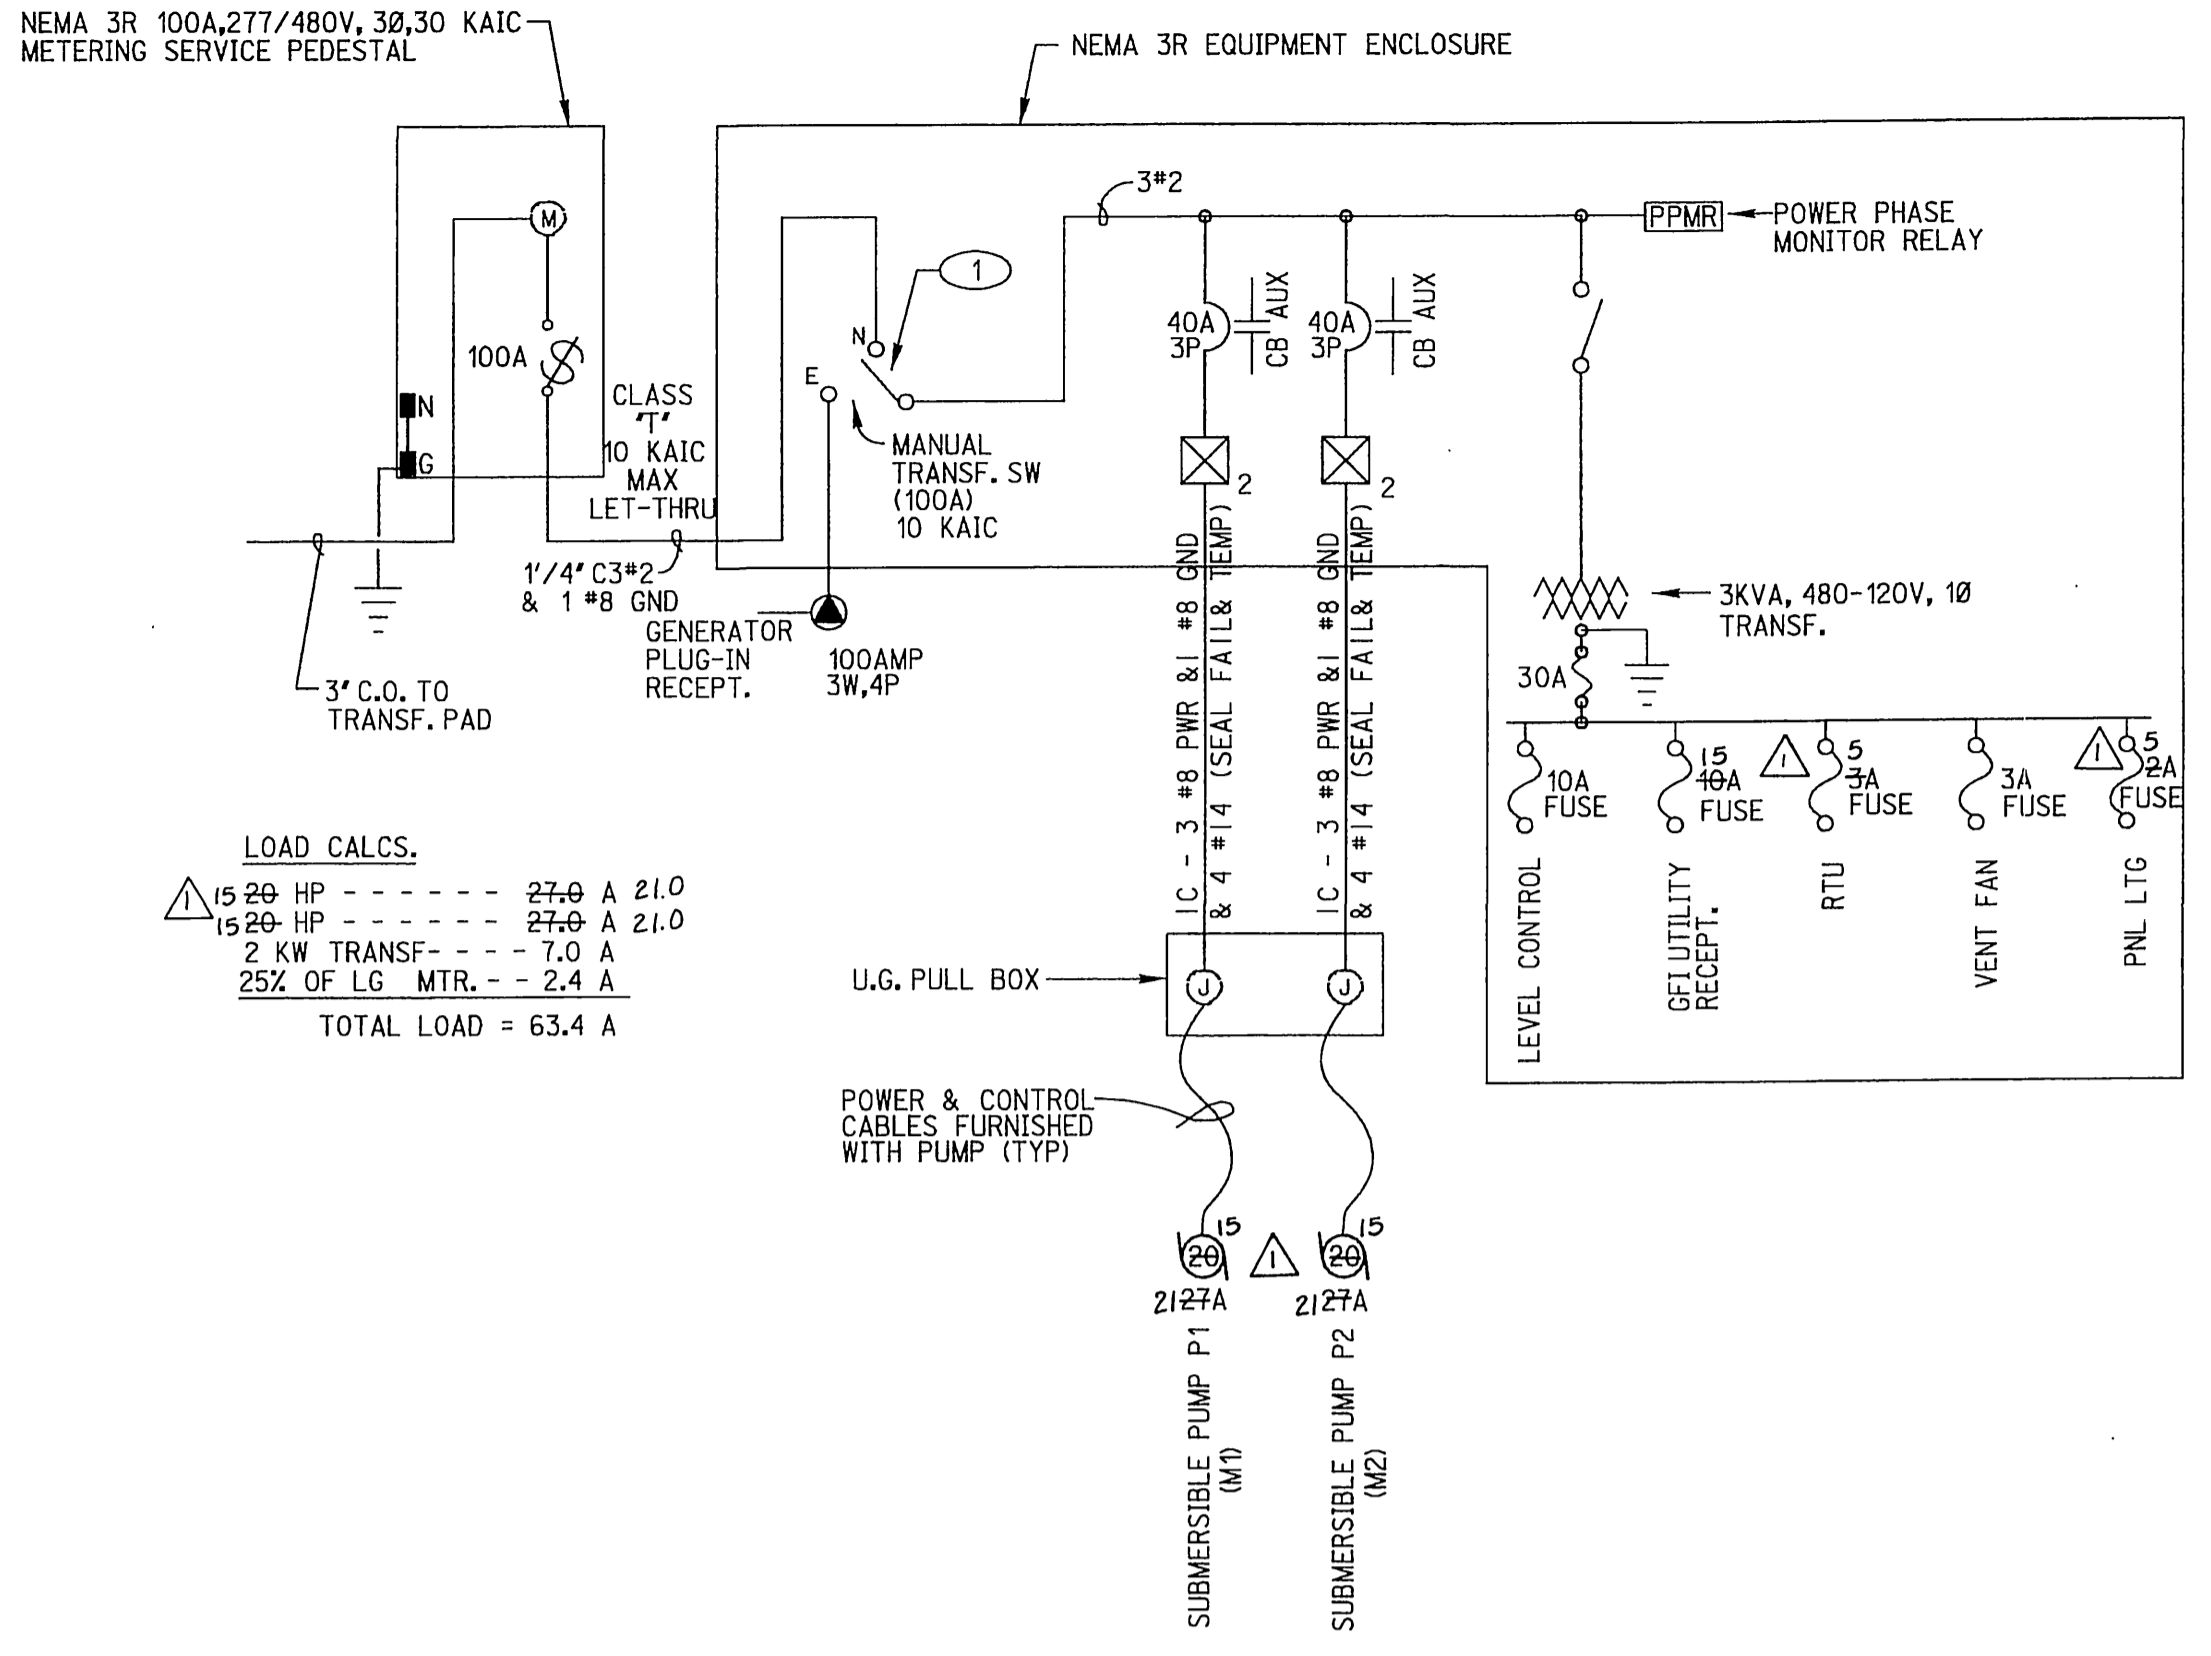 NEMA 3R 100A,277/480V, 3Ø,30 KAIC
METERING SERVICE PEDESTAL
NEMA 3R EQUIPMENT ENCLOSURE
M
100A
N
G
CLASS
"T"
10 KAIC
MAX
LET-THRU
1'/4" C3#2
& 1 #8 GND
3" C.O. TO
TRANSF. PAD
N
E
1
MANUAL
TRANSF. SW
(100A)
10 KAIC
GENERATOR
PLUG-IN
RECEPT.
100AMP
3W,4P
3#2
PPMR
POWER PHASE
MONITOR RELAY
40A
3P
CB AUX
40A
3P
CB AUX
2
2
1C - 3 #8 PWR &1 #8 GND
& 4 #14 (SEAL FAIL& TEMP)
1C - 3 #8 PWR &1 #8 GND
& 4 #14 (SEAL FAIL& TEMP)
3KVA, 480-120V, 1Ø
TRANSF.
30A
10A
FUSE
15
10A
FUSE
1
5
3A
FUSE
3A
FUSE
1
5
2A
FUSE
LEVEL CONTROL
GFI UTILITY
RECEPT.
RTU
VENT FAN
PNL LTG
LOAD CALCS.
1
15 20 HP - - - - - - 27.0 A 21.0
15 20 HP - - - - - - 27.0 A 21.0
2 KW TRANSF- - - - 7.0 A
25% OF LG MTR. - - 2.4 A
TOTAL LOAD = 63.4 A
U.G. PULL BOX
J
J
POWER & CONTROL
CABLES FURNISHED
WITH PUMP (TYP)
15
20
1
15
20
21 27A
21 27A
SUBMERSIBLE PUMP P1
(M1)
SUBMERSIBLE PUMP P2
(M2)